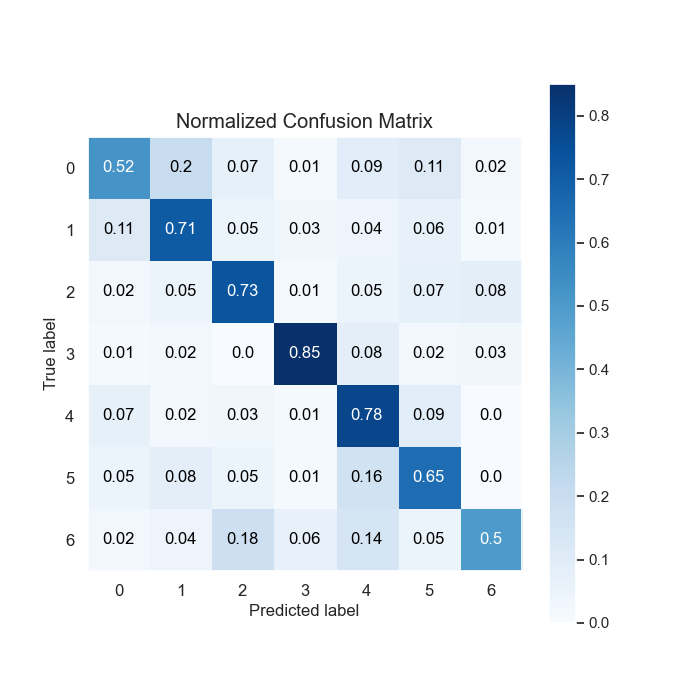 Normalized Confusion Matrix
0 0.52 0.2 0.07 0.01 0.09 0.11 0.02
1 0.11 0.71 0.05 0.03 0.04 0.06 0.01
2 0.02 0.05 0.73 0.01 0.05 0.07 0.08
3 0.01 0.02 0.0 0.85 0.08 0.02 0.03
4 0.07 0.02 0.03 0.01 0.78 0.09 0.0
5 0.05 0.08 0.05 0.01 0.16 0.65 0.0
6 0.02 0.04 0.18 0.06 0.14 0.05 0.5
0 1 2 3 4 5 6
Predicted label
True label
0.8
0.7
0.6
0.5
0.4
0.3
0.2
0.1
0.0